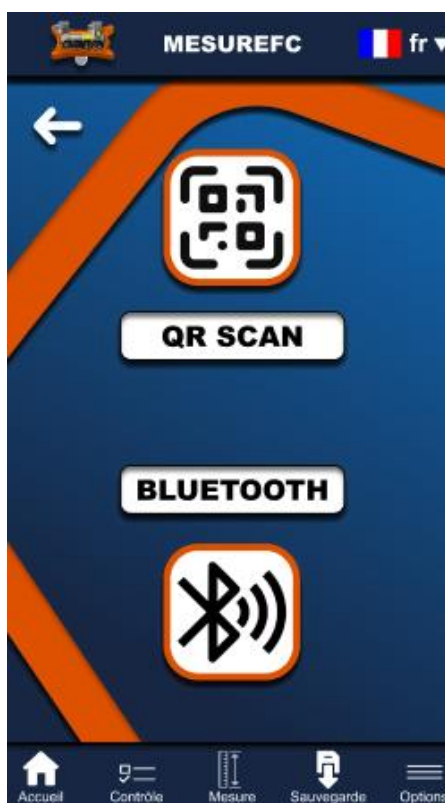 MESUREFC
fr
QR SCAN
BLUETOOTH
Accueil
Contrôle
Mesure
Sauvegarde
Options